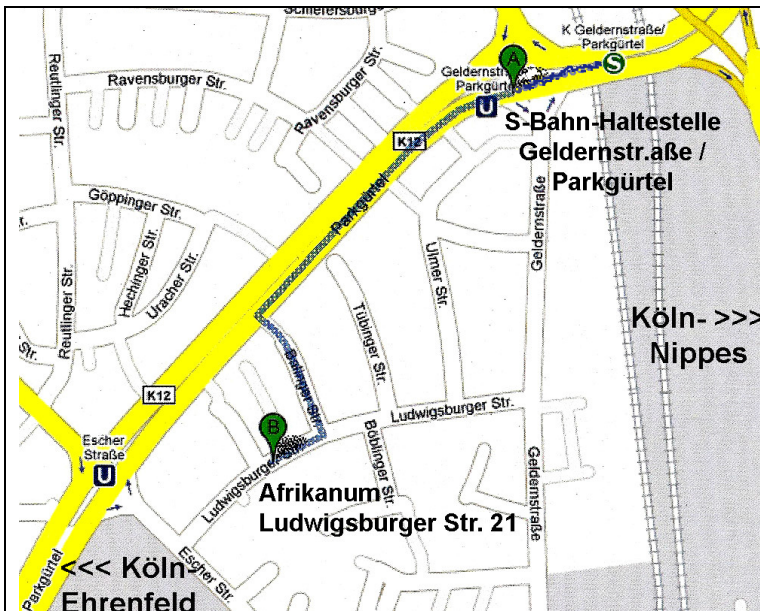 Schiefersburger
K Geldernstraße/
Parkgürtel
A
Geldernstr.
Parkgürtel
S
U
S-Bahn-Haltestelle
Geldernstr.aße /
Parkgürtel
Reutlinger Str.
Ravensburger Str.
Ravensburger Str.
K12
Parkgürtel
Göppinger Str.
Hechinger Str.
Uracher Str.
Reutlinger Str.
Ulmer Str.
Geldernstraße
Tübinger Str.
Köln- >>>
Nippes
Balinger Str.
K12
Ludwigsburger Str.
Böblinger Str.
Geldernstraße
Escher
Straße
U
B
Ludwigsburger
Afrikanum
Ludwigsburger Str. 21
Escher Str.
Parkgürtel
<<< Köln-
Ehrenfeld